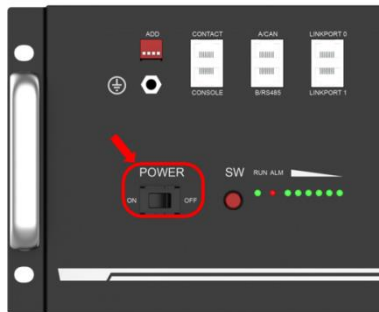 ADD CONTACT A/CAN LINKPORT 0
CONSOLE B/RS485 LINKPORT 1
POWER SW RUN ALM
ON OFF